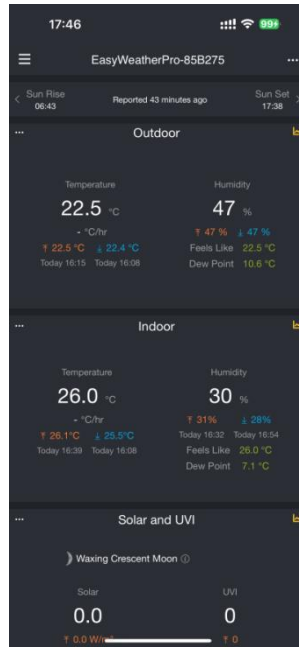 17:46
99+
EasyWeatherPro-85B275
Sun Rise
06:43
Reported 43 minutes ago
Sun Set
17:38
Outdoor
Temperature
Humidity
22.5 °C
47 %
- °C/hr
22.5 °C 22.4 °C
47 % 47 %
Today 16:15 Today 16:08
Feels Like 22.5 °C
Dew Point 10.6 °C
Indoor
Temperature
Humidity
26.0 °C
30 %
- °C/hr
26.1°C 25.5°C
31% 28%
Today 16:39 Today 16:08
Today 16:32 Today 16:54
Feels Like 26.0 °C
Dew Point 7.1 °C
Solar and UVI
Waxing Crescent Moon
Solar
UVI
0.0
0
0.0 W/m²
0